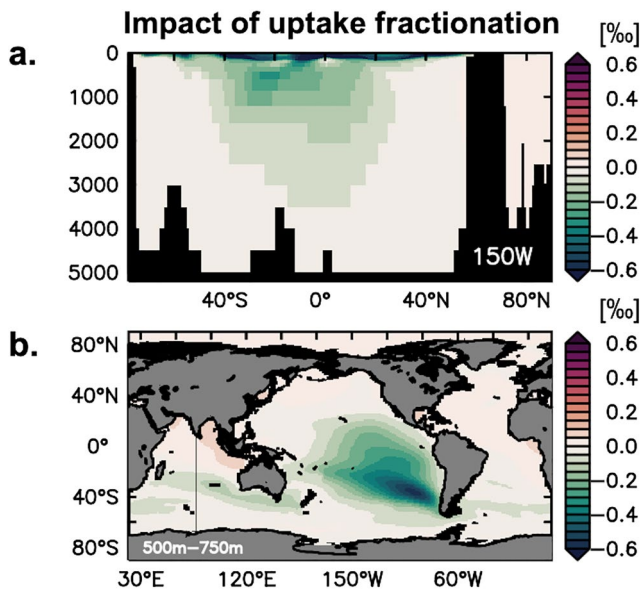 Impact of uptake fractionation
a.
[‰]
0
1000
2000
3000
4000
5000
150W
40°S
0°
40°N
80°N
0.6
0.4
0.2
0.0
−0.2
−0.4
−0.6
b.
[‰]
80°N
40°N
0°
40°S
80°S
500m−750m
30°E
120°E
150°W
60°W
0.6
0.4
0.2
0.0
−0.2
−0.4
−0.6